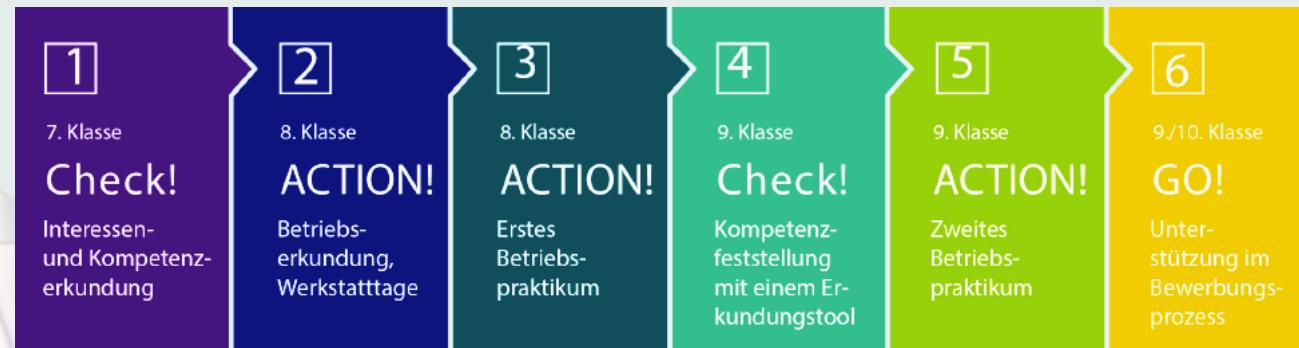 1
7. Klasse
Check!
Interessen-
und Kompetenz-
erkundung
2
8. Klasse
ACTION!
Betriebs-
erkundung,
Werkstatttage
3
8. Klasse
ACTION!
Erstes
Betriebs-
praktikum
4
9. Klasse
Check!
Kompetenz-
feststellung
mit einem Er-
kundungstool
5
9. Klasse
ACTION!
Zweites
Betriebs-
praktikum
6
9./10. Klasse
GO!
Unter-
stützung im
Bewerbungs-
prozess